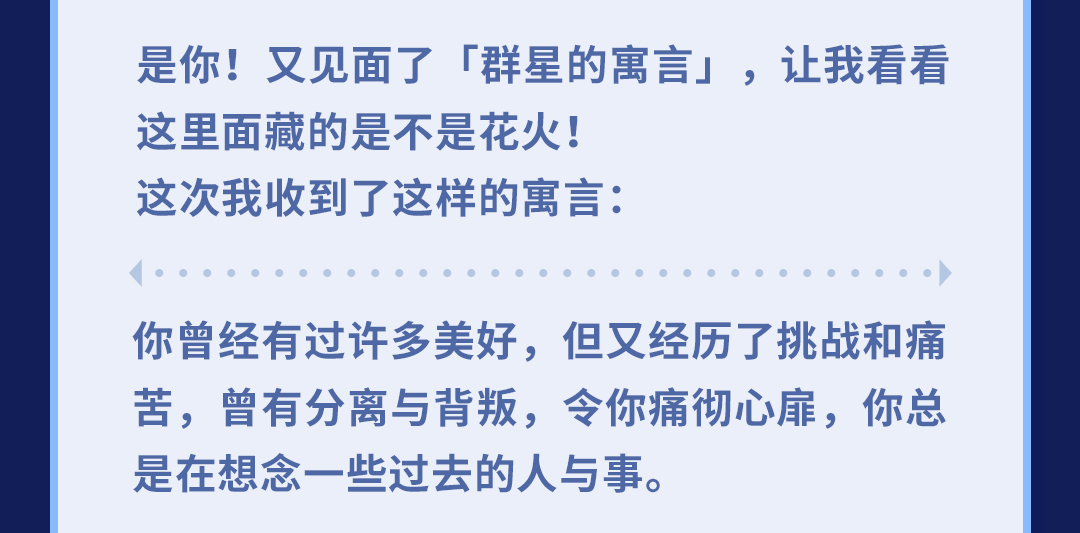 是你！又见面了「群星的寓言」，让我看看
这里面藏的是不是花火！
这次我收到了这样的寓言：
你曾经有过许多美好，但又经历了挑战和痛
苦，曾有分离与背叛，令你痛彻心扉，你总
是在想念一些过去的人与事。